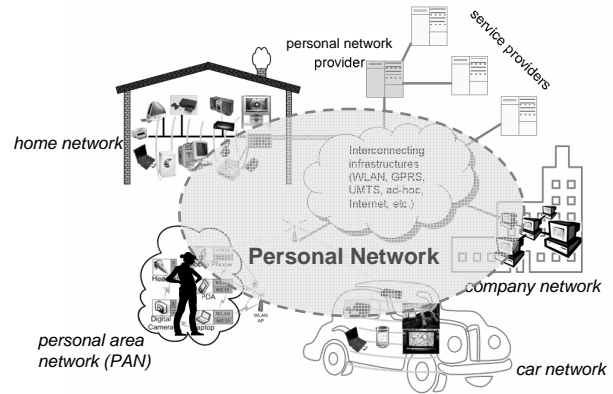 personal network
provider
service providers
home network
Interconnecting
infrastructures
(WLAN, GPRS,
UMTS, ad-hoc,
Internet, etc.)
Personal Network
company network
PDA
Digital
Camera
Laptop
WLAN
AP
personal area
network (PAN)
car network